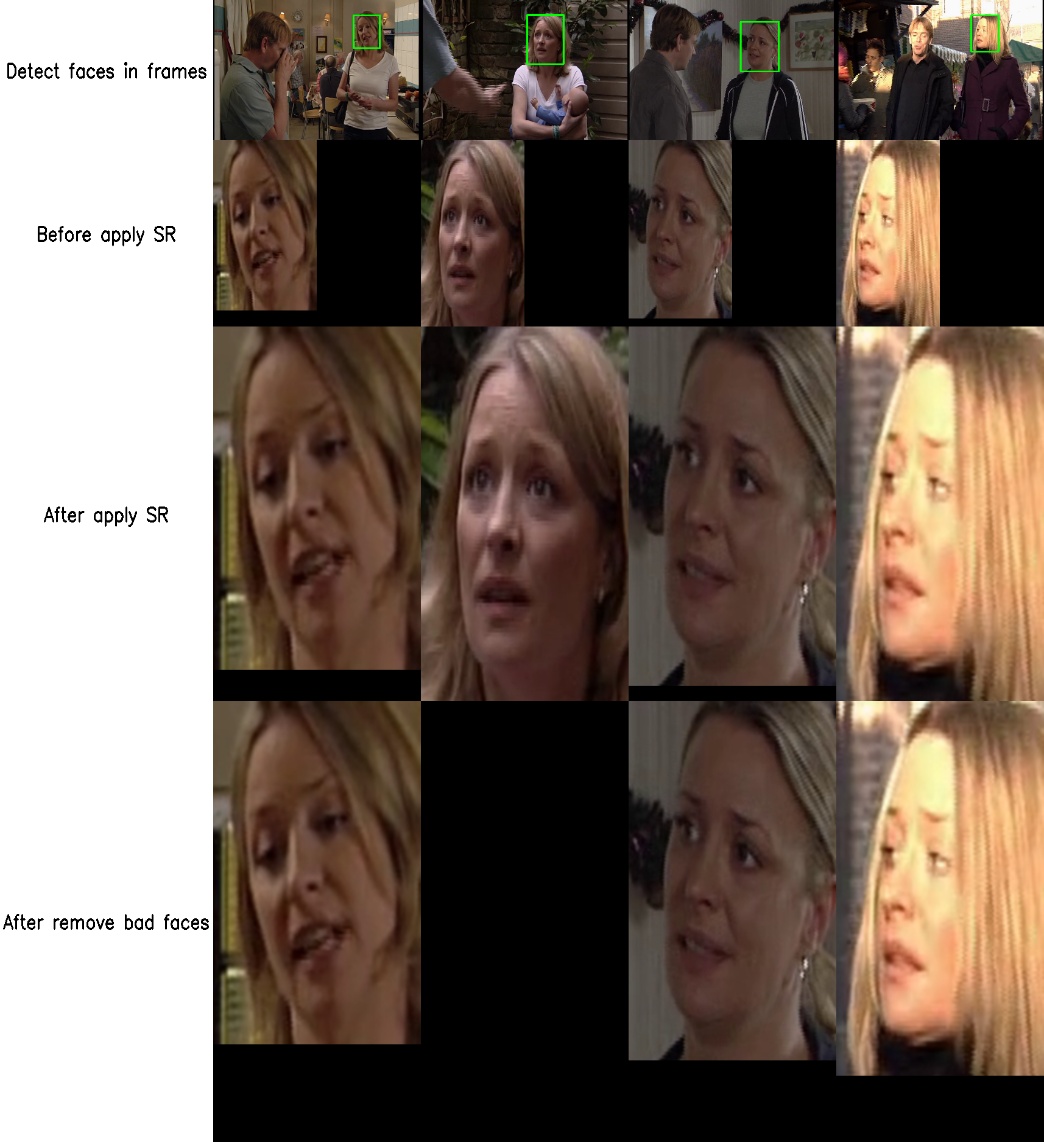 Detect faces in frames
Before apply SR
After apply SR
After remove bad faces